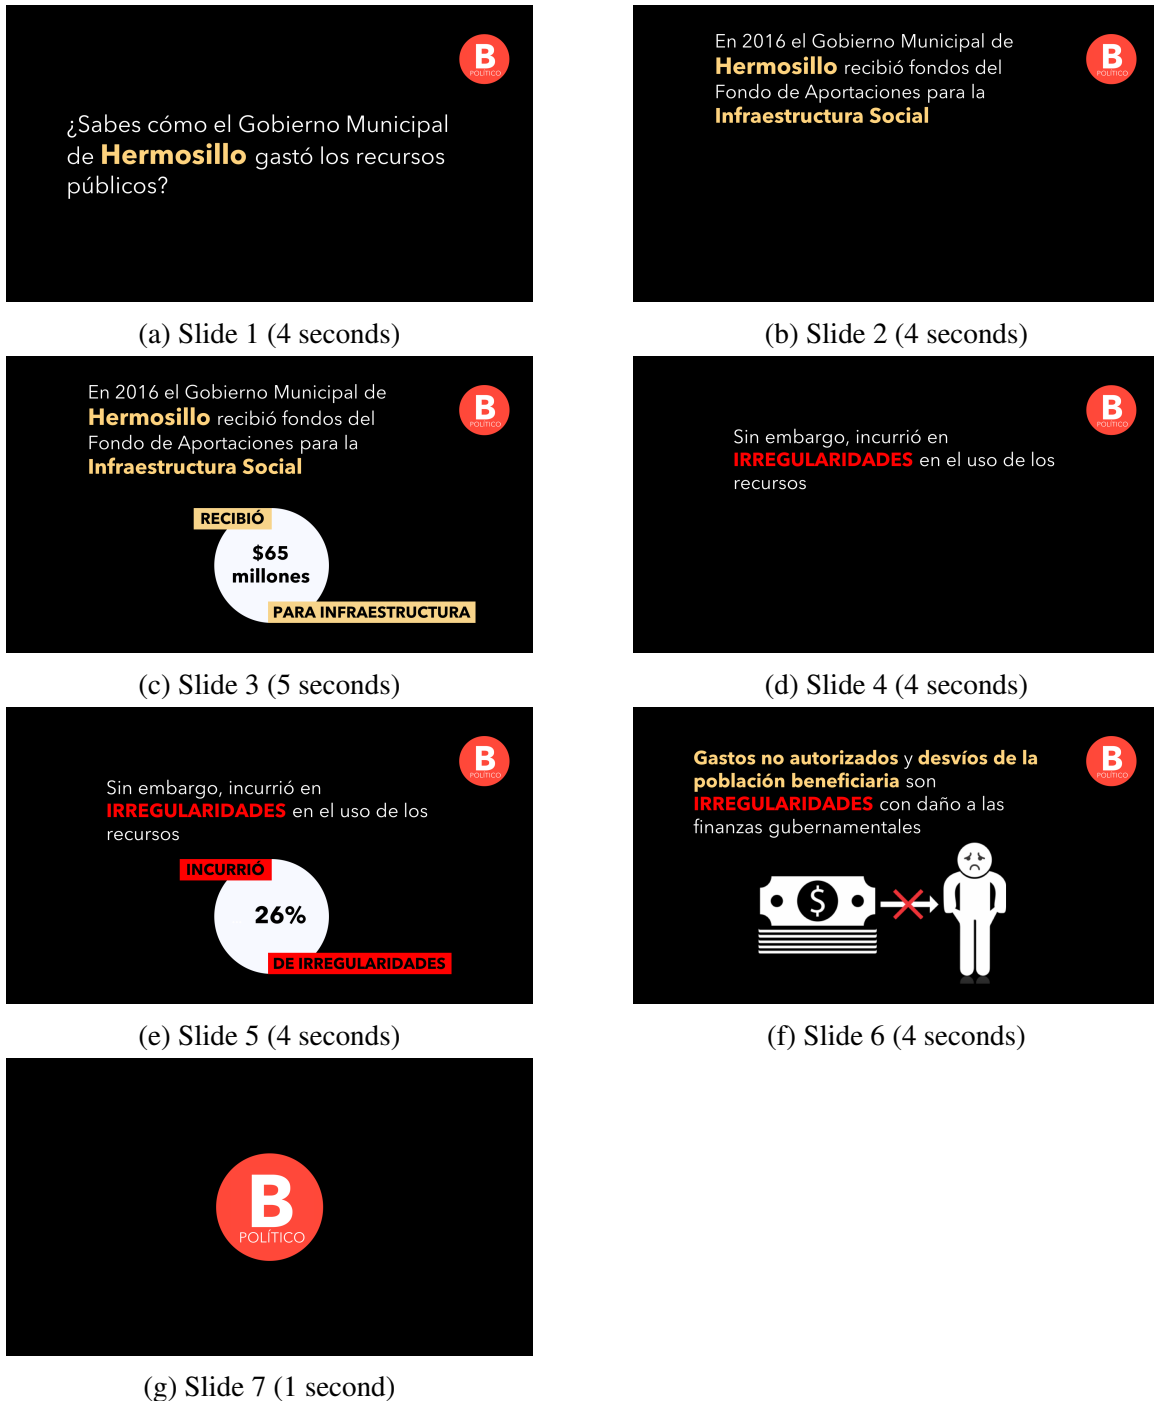 B
POLÍTICO
¿Sabes cómo el Gobierno Municipal
de Hermosillo gastó los recursos
públicos?
(a) Slide 1 (4 seconds)
En 2016 el Gobierno Municipal de
Hermosillo recibió fondos del
Fondo de Aportaciones para la
Infraestructura Social
B
POLÍTICO
(b) Slide 2 (4 seconds)
En 2016 el Gobierno Municipal de
Hermosillo recibió fondos del
Fondo de Aportaciones para la
Infraestructura Social
B
POLÍTICO
RECIBIÓ
$65
millones
PARA INFRAESTRUCTURA
(c) Slide 3 (5 seconds)
B
POLÍTICO
Sin embargo, incurrió en
IRREGULARIDADES en el uso de los
recursos
(d) Slide 4 (4 seconds)
B
POLÍTICO
Sin embargo, incurrió en
IRREGULARIDADES en el uso de los
recursos
INCURRIÓ
26%
DE IRREGULARIDADES
(e) Slide 5 (4 seconds)
Gastos no autorizados y desvíos de la
población beneficiaria son
IRREGULARIDADES con daño a las
finanzas gubernamentales
B
POLÍTICO
$
(f) Slide 6 (4 seconds)
B
POLÍTICO
(g) Slide 7 (1 second)